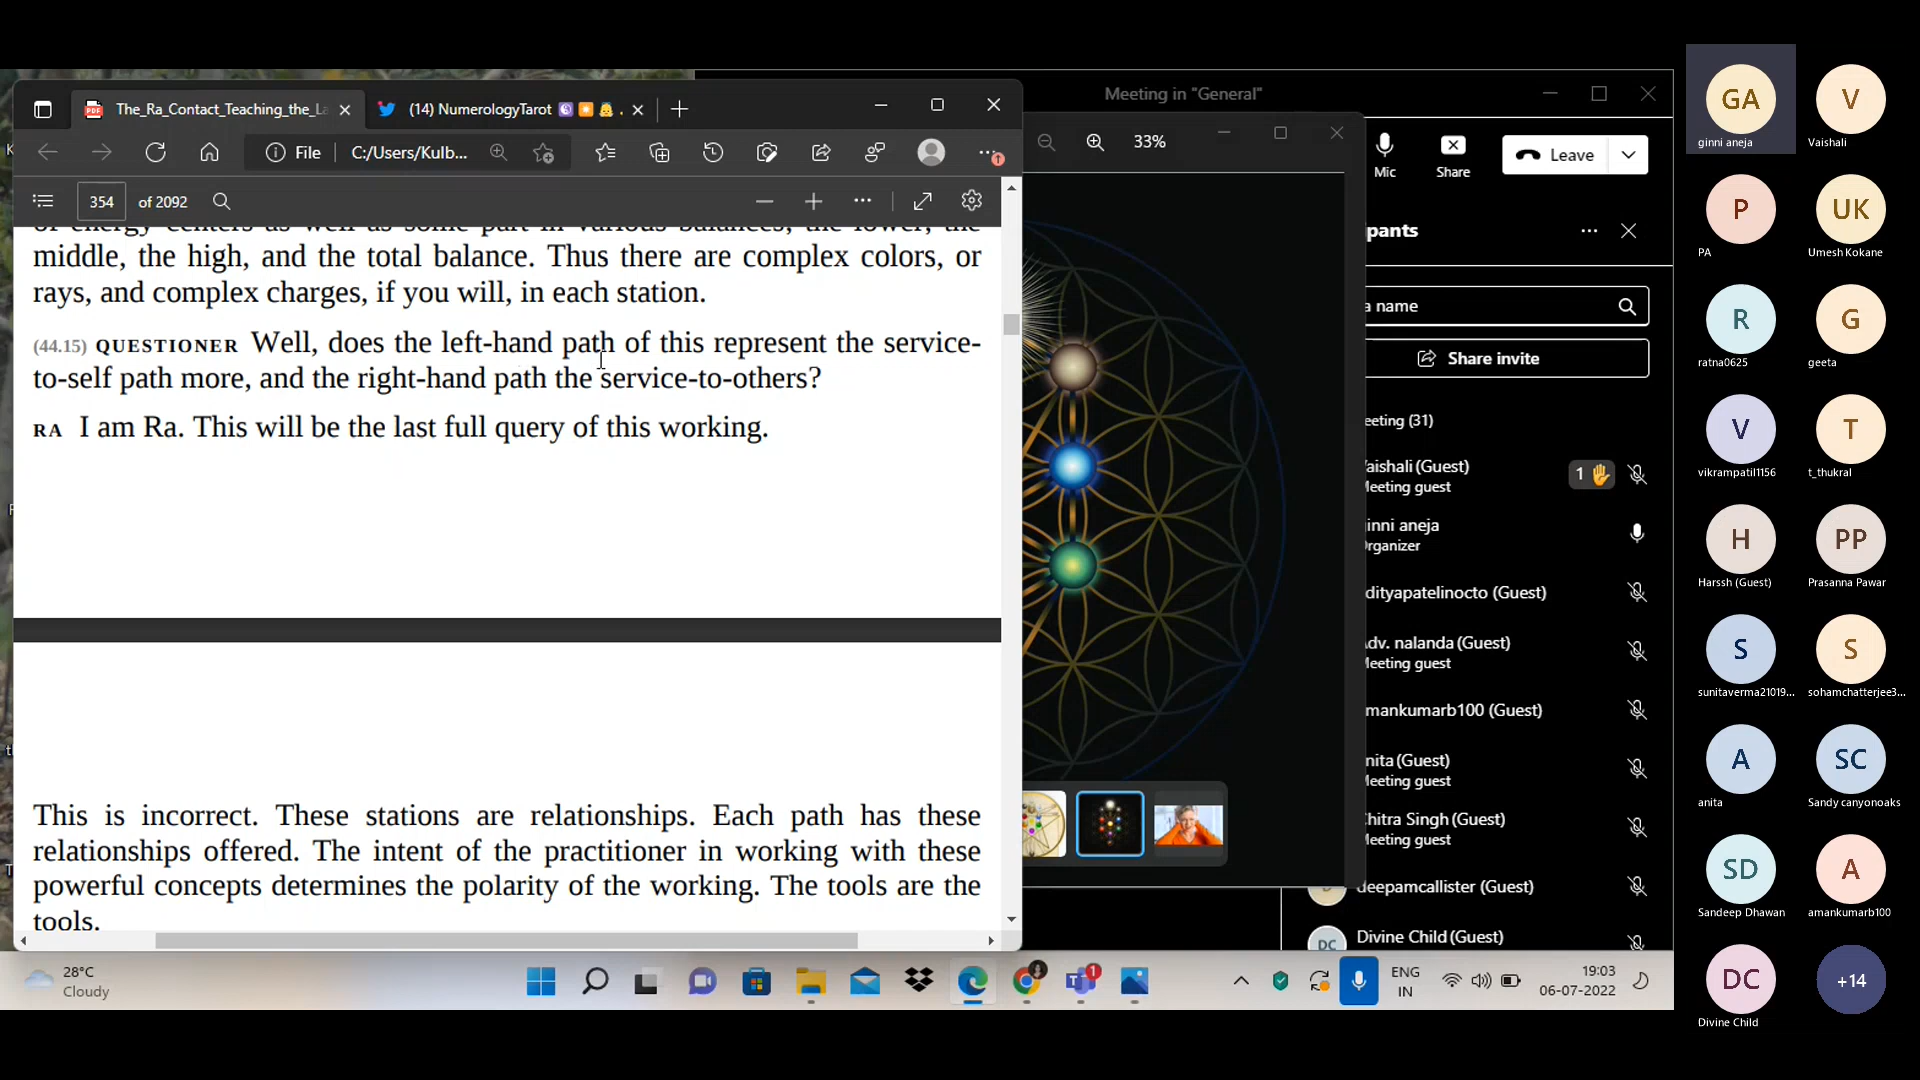 Meeting in "General"
The_Ra_Contact_Teaching_the_La
(14) NumerologyTarot
File
C:/Users/Kulb...
354 of 2092
middle, the high, and the total balance. Thus there are complex colors, or
rays, and complex charges, if you will, in each station.
(44.15) QUESTIONER Well, does the left-hand path of this represent the service-
to-self path more, and the right-hand path the service-to-others?
RA I am Ra. This will be the last full query of this working.
This is incorrect. These stations are relationships. Each path has these
relationships offered. The intent of the practitioner in working with these
powerful concepts determines the polarity of the working. The tools are the
tools.
33%
Mic
Share
Leave
pants
a name
Share invite
eeting (31)
aishali (Guest)
eeting guest
1
inni aneja
rganizer
dityapatelinocto (Guest)
dv. nalanda (Guest)
eeting guest
mankumarb100 (Guest)
nita (Guest)
eeting guest
hitra Singh (Guest)
eeting guest
deepamcallister (Guest)
DC
Divine Child (Guest)
GA
ginni aneja
V
Vaishali
P
PA
UK
Umesh Kokane
R
ratna0625
G
geeta
V
vikrampatil1156
T
t_thukral
H
Harssh (Guest)
PP
Prasanna Pawar
S
sunitaverma21019...
S
sohamchatterjee3...
A
anita
SC
Sandy canyonoaks
SD
Sandeep Dhawan
A
amankumarb100
DC
Divine Child
+14
28°C
Cloudy
1
ENG
IN
19:03
06-07-2022